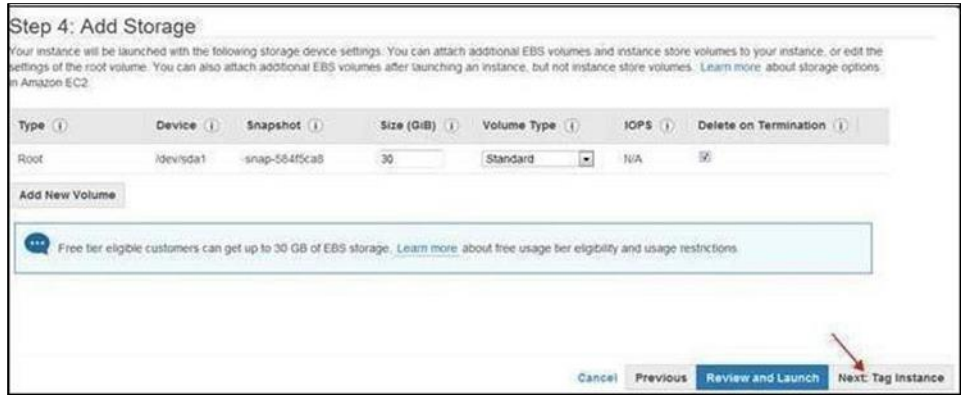 Step 4: Add Storage
Your instance will be launched with the following storage device settings. You can attach additional EBS volumes and instance store volumes to your instance, or edit the
settings of the root volume. You can also attach additional EBS volumes after launching an instance, but not instance store volumes. Learn more about storage options
in Amazon EC2.
Type Device Snapshot Size (GiB) Volume Type IOPS Delete on Termination
Root /dev/sda1 snap-584f5ca8 30 Standard N/A
Add New Volume
Free tier eligible customers can get up to 30 GB of EBS storage. Learn more about free usage tier eligibility and usage restrictions
Cancel Previous Review and Launch Next: Tag Instance